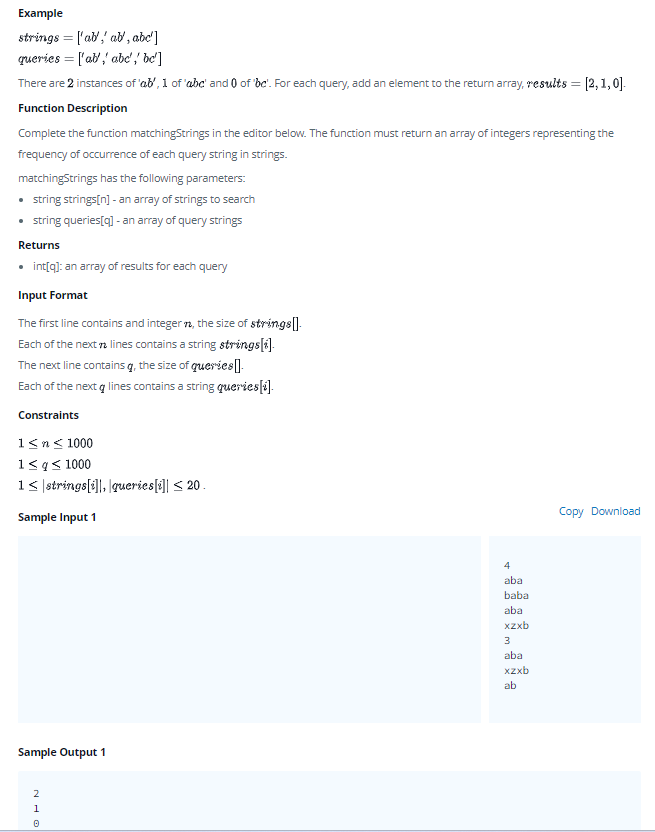 Example
strings = ['ab',' ab', abc']
queries = ['ab',' abc',' bc']
There are 2 instances of 'ab', 1 of 'abc' and 0 of 'bc'. For each query, add an element to the return array, results = [2, 1, 0].
Function Description
Complete the function matchingStrings in the editor below. The function must return an array of integers representing the
frequency of occurrence of each query string in strings.
matchingStrings has the following parameters:
• string strings[n] - an array of strings to search
• string queries[q] - an array of query strings
Returns
• int[q]: an array of results for each query
Input Format
The first line contains and integer n, the size of strings[].
Each of the next n lines contains a string strings[i].
The next line contains q, the size of queries[].
Each of the next q lines contains a string queries[i].
Constraints
1 ≤ n ≤ 1000
1 ≤ q ≤ 1000
1 ≤ |strings[i]|, |queries[i]| ≤ 20 .
Sample Input 1
Copy Download
4
aba
baba
aba
xzxb
3
aba
xzxb
ab
Sample Output 1
2
1
0